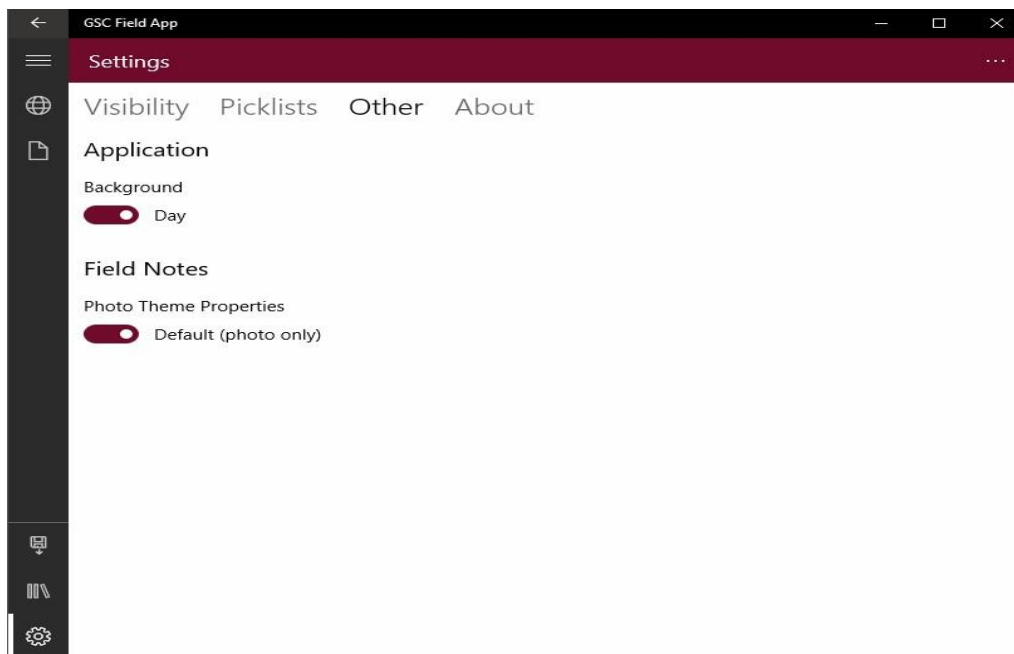 GSC Field App
Settings
Visibility Picklists Other About
Application
Background
Day
Field Notes
Photo Theme Properties
Default (photo only)